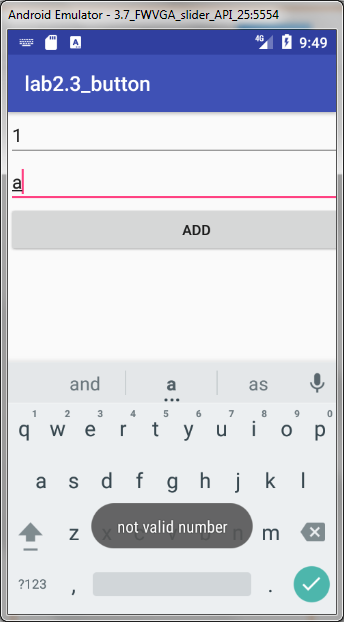 Android Emulator - 3.7_FWVGA_slider_API_25:5554
4G 9:49
lab2.3_button
1
a
ADD
and a as
1 2 3 4 5 6 7 8 9 0
q w e r t y u i o p
a s d f g h j k l
z m
not valid number
?123 , .